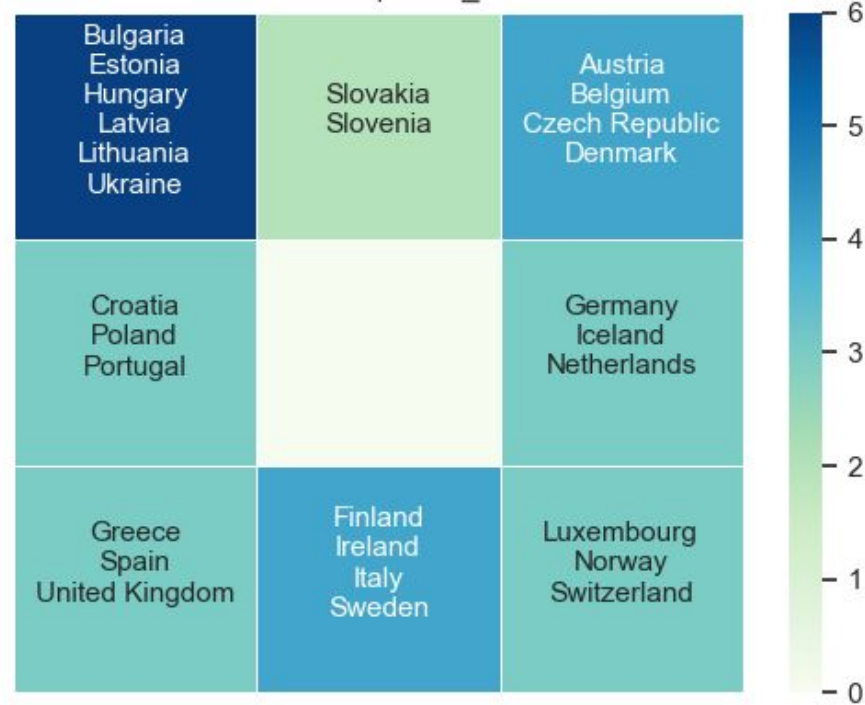 Bulgaria
Estonia
Hungary
Latvia
Lithuania
Ukraine
Slovakia
Slovenia
Austria
Belgium
Czech Republic
Denmark
Croatia
Poland
Portugal
Germany
Iceland
Netherlands
Greece
Spain
United Kingdom
Finland
Ireland
Italy
Sweden
Luxembourg
Norway
Switzerland
6
5
4
3
2
1
0